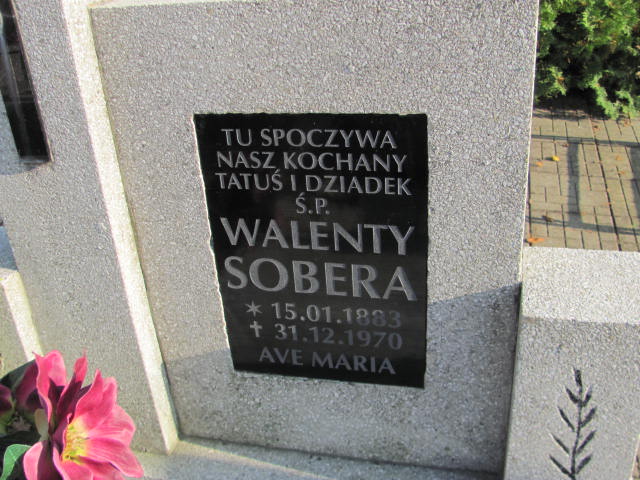 TU SPOCZYWA
NASZ KOCHANY
TATUŚ I DZIADEK
Ś.P.
WALENTY
SOBERA
* 15.01.1883
✝ 31.12.1970
AVE MARIA